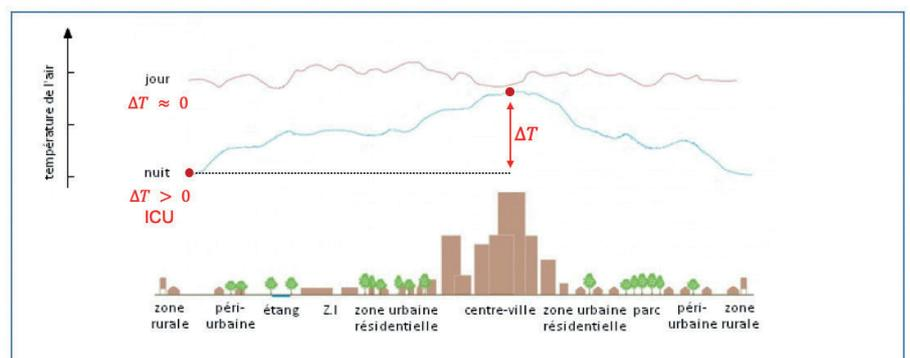 température de l'air
jour
ΔT ≈ 0
ΔT
nuit
ΔT > 0
ICU
zone
rurale
péri-
urbaine
étang
Z.I
zone urbaine
résidentielle
centre-ville
zone urbaine
résidentielle
parc
péri-
urbaine
zone
rurale